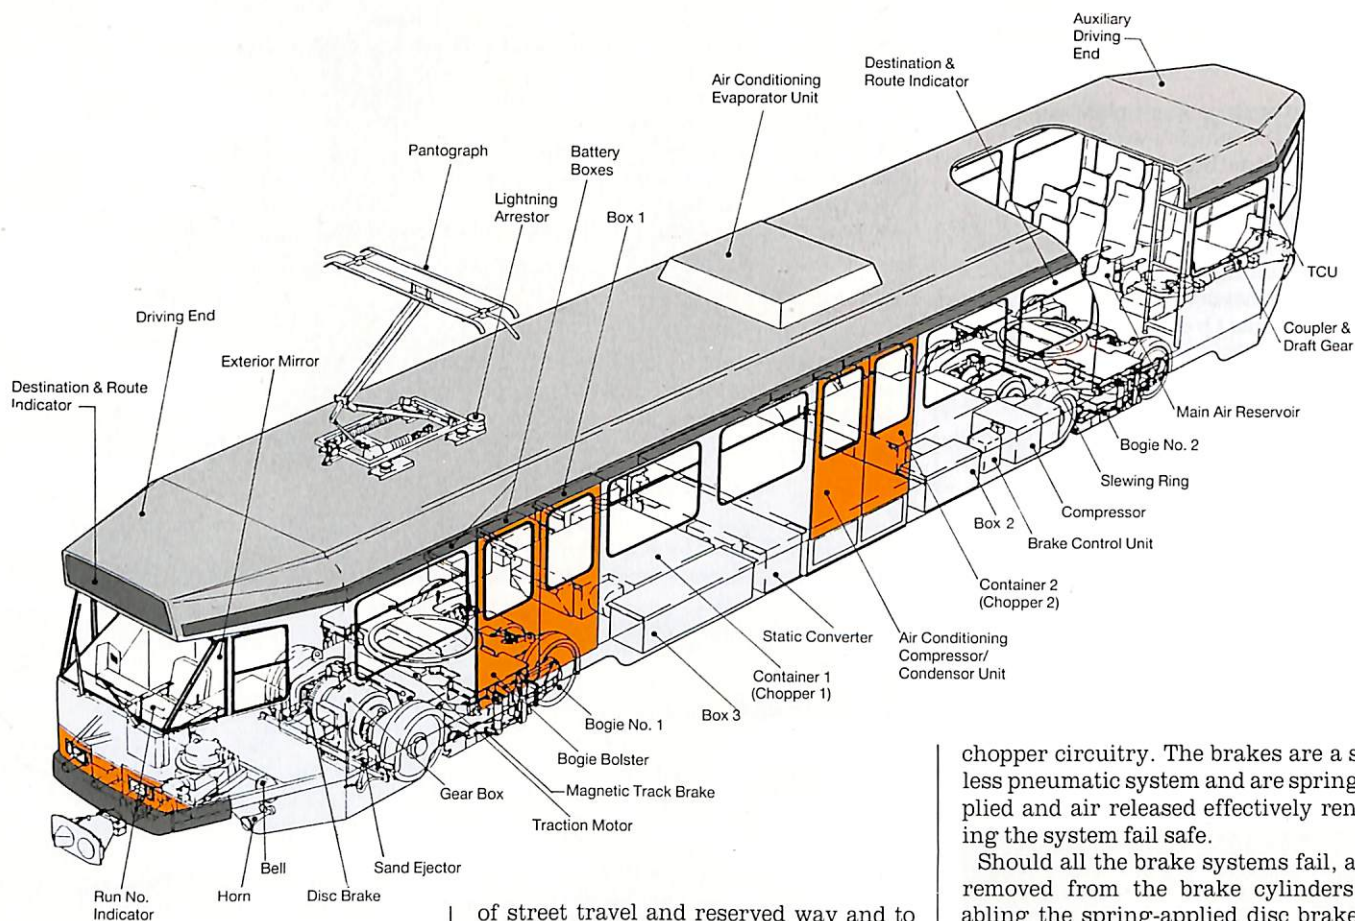 Auxiliary
Driving
End
Destination &
Route Indicator
Air Conditioning
Evaporator Unit
Battery
Boxes
Pantograph
Lightning
Arrestor
Box 1
TCU
Driving End
Coupler &
Draft Gear
Exterior Mirror
Destination & Route
Indicator
Main Air Reservoir
Bogie No. 2
Slewing Ring
Compressor
Box 2
Brake Control Unit
Container 2
(Chopper 2)
Static Converter
Air Conditioning
Compressor/
Condensor Unit
Container 1
(Chopper 1)
Box 3
Bogie No. 1
Bogie Bolster
Magnetic Track Brake
Gear Box
Traction Motor
Sand Ejector
Bell
Horn
Disc Brake
Run No.
Indicator
of street travel and reserved way and to
chopper circuitry. The brakes are a s
less pneumatic system and are spring
plied and air released effectively ren
ing the system fail safe.
Should all the brake systems fail, a
removed from the brake cylinders
abling the spring-applied disc brake